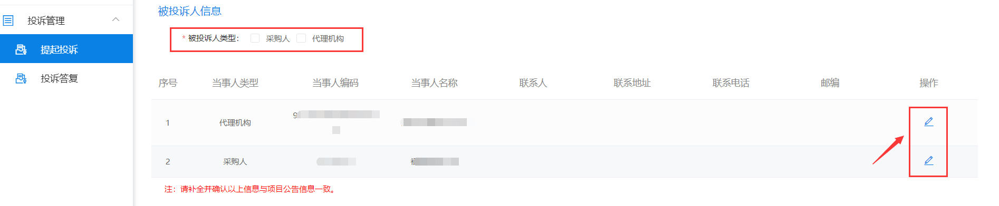 投诉管理
提起投诉
投诉答复
被投诉人信息
* 被投诉人类型： 采购人 代理机构
序号 当事人类型 当事人编码 当事人名称 联系人 联系地址 联系电话 邮编 操作
1 代理机构 9
2 采购人
注：请补全并确认以上信息与项目公告信息一致。